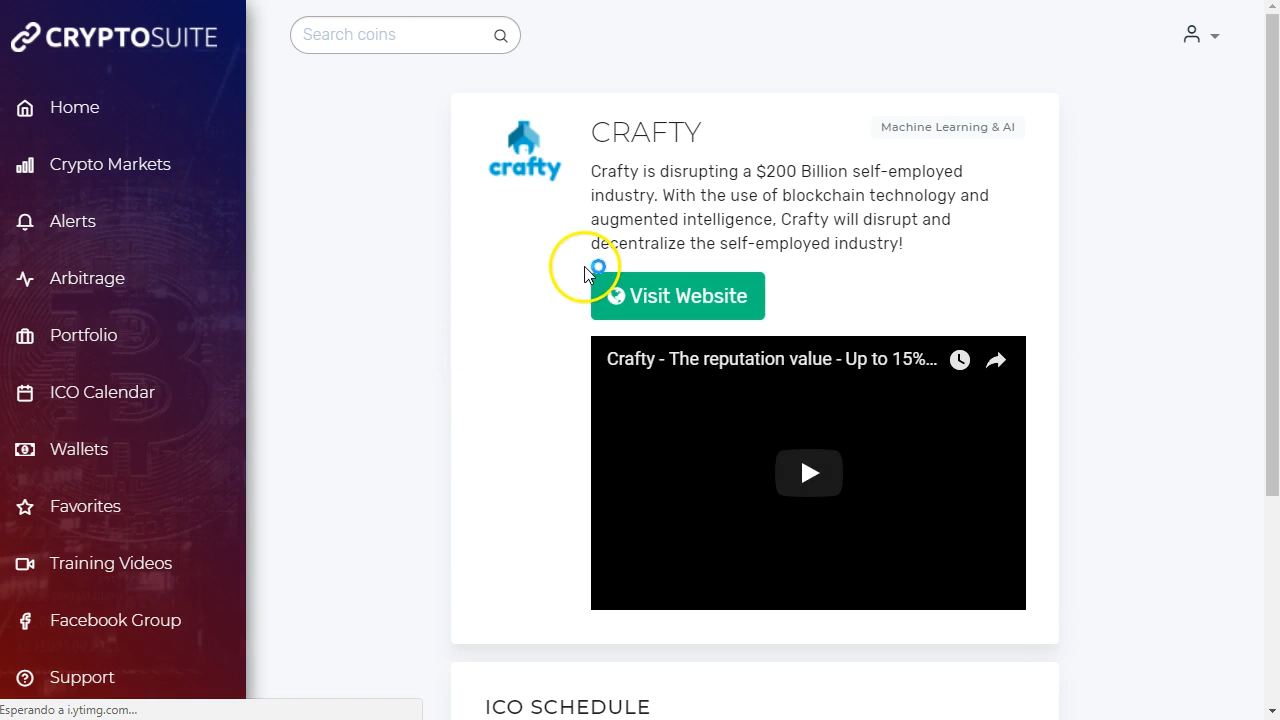 CRYPTOSUITE
Search coins
Home
Crypto Markets
Alerts
Arbitrage
Portfolio
ICO Calendar
Wallets
Favorites
Training Videos
Facebook Group
Support
crafty
CRAFTY
Machine Learning & AI
Crafty is disrupting a $200 Billion self-employed
industry. With the use of blockchain technology and
augmented intelligence, Crafty will disrupt and
decentralize the self-employed industry!
Visit Website
Crafty - The reputation value - Up to 15%...
ICO SCHEDULE
Esperando a i.ytimg.com...